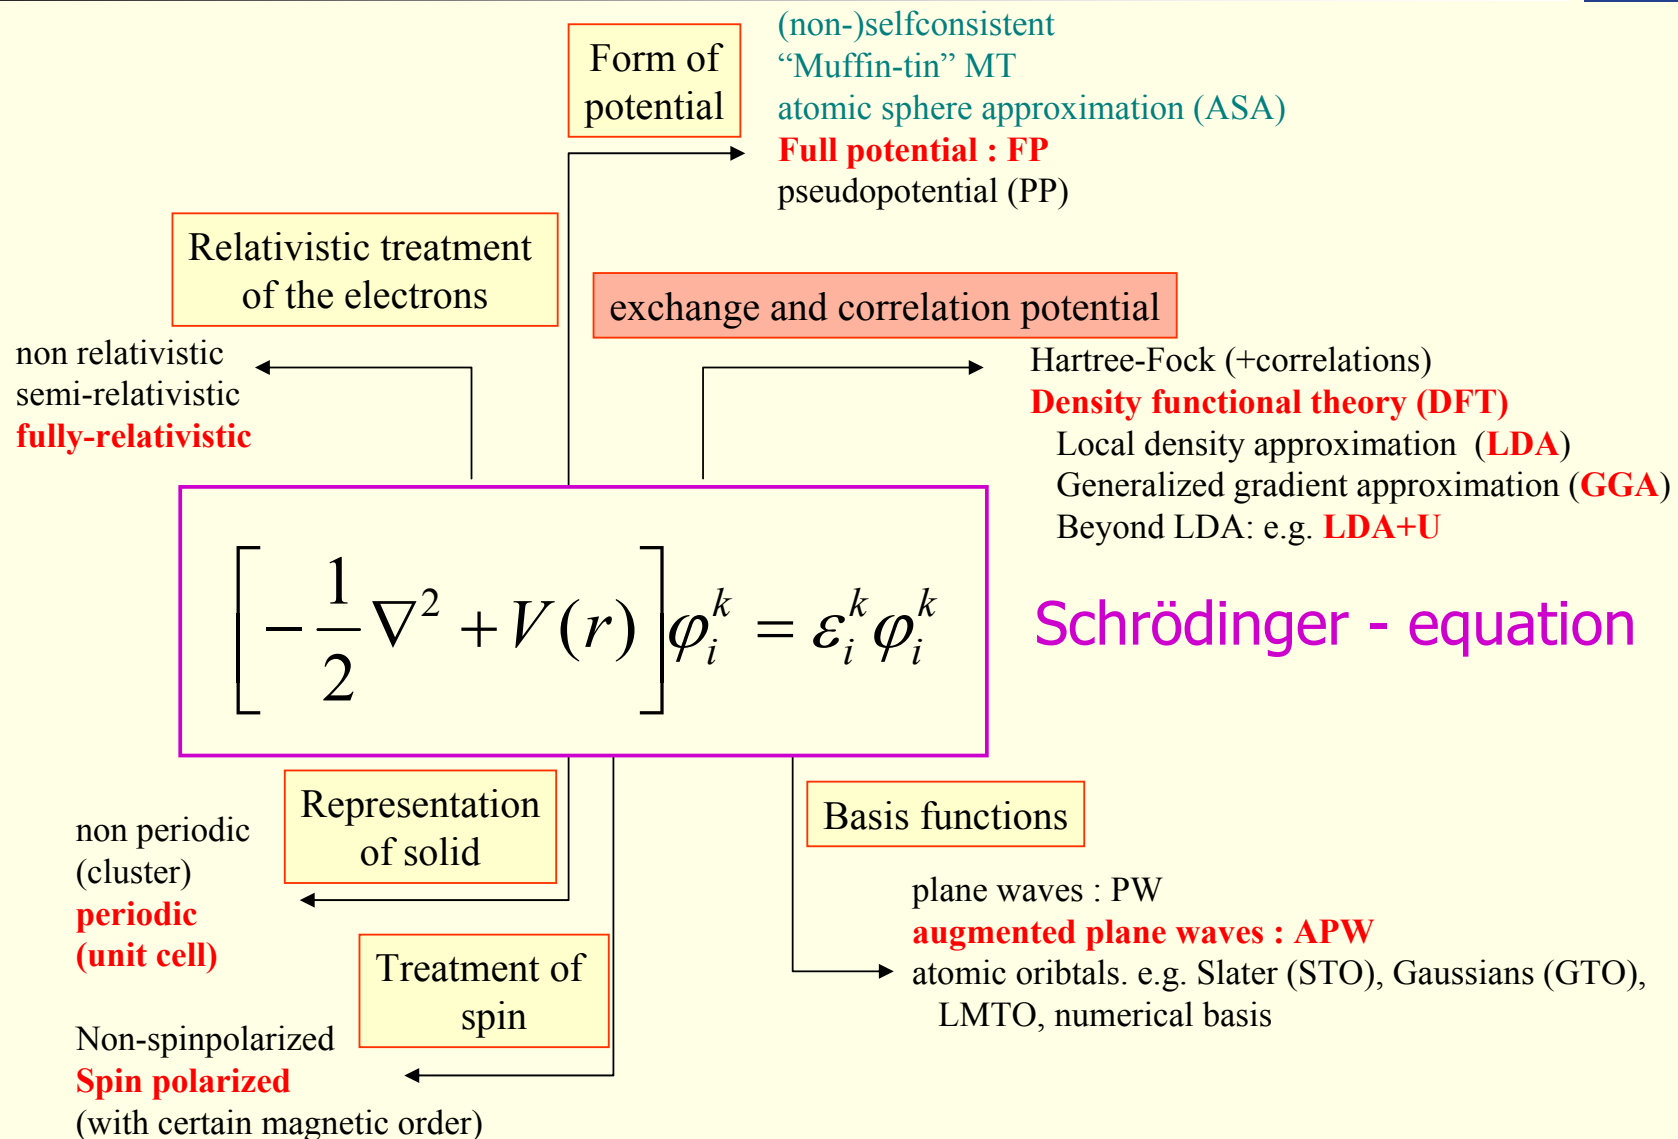 Form of
potential
(non-)selfconsistent
“Muffin-tin” MT
atomic sphere approximation (ASA)
Full potential : FP
pseudopotential (PP)
Relativistic treatment
of the electrons
non relativistic
semi-relativistic
fully-relativistic
exchange and correlation potential
Hartree-Fock (+correlations)
Density functional theory (DFT)
Local density approximation (LDA)
Generalized gradient approximation (GGA)
Beyond LDA: e.g. LDA+U
[-1/2 ∇² + V(r)] φ_i^k = ε_i^k φ_i^k
Schrödinger - equation
Representation
of solid
non periodic
(cluster)
periodic
(unit cell)
Treatment of
spin
Non-spinpolarized
Spin polarized
(with certain magnetic order)
Basis functions
plane waves : PW
augmented plane waves : APW
atomic oribtals. e.g. Slater (STO), Gaussians (GTO),
LMTO, numerical basis